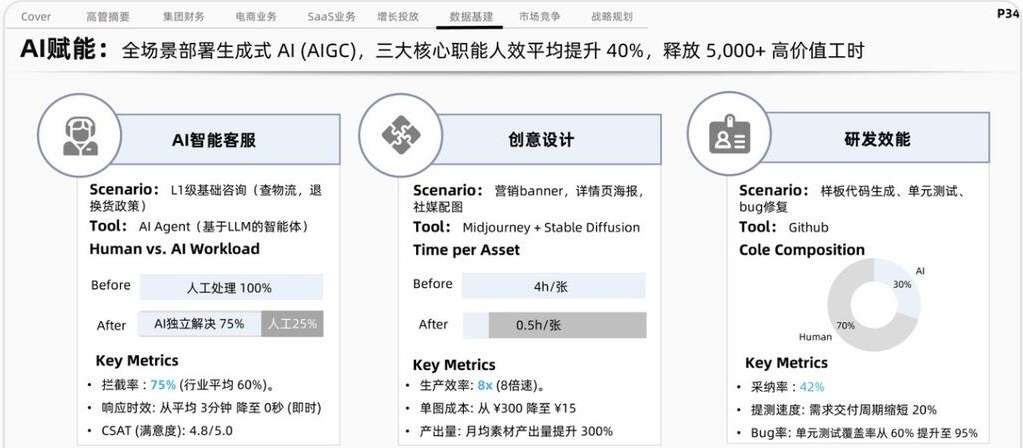 Cover 高管摘要 集团财务 电商业务 SaaS业务 增长投放 数据基建 市场竞争 战略规划
P34
AI赋能：全场景部署生成式 AI (AIGC)，三大核心职能人效平均提升 40%，释放 5,000+ 高价值工时
AI智能客服
Scenario： L1级基础咨询（查物流，退
换货政策）
Tool： AI Agent（基于LLM的智能体）
Human vs. AI Workload
Before
人工处理 100%
After
AI独立解决 75%
人工25%
Key Metrics
• 拦截率 : 75% (行业平均 60%)。
• 响应时效: 从平均 3分钟 降至 0秒 (即时)
• CSAT (满意度): 4.8/5.0
创意设计
Scenario： 营销banner，详情页海报，
社媒配图
Tool： Midjourney + Stable Diffusion
Time per Asset
Before
4h/张
After
0.5h/张
Key Metrics
• 生产效率: 8x (8倍速)。
• 单图成本: 从 ¥300 降至 ¥15
• 产出量: 月均素材产出量提升 300%
研发效能
Scenario： 样板代码生成、单元测试、
bug修复
Tool： Github
Cole Composition
AI
30%
70%
Human
Key Metrics
• 采纳率 : 42%
• 提测速度: 需求交付周期缩短 20%
• Bug率: 单元测试覆盖率从 60% 提升至 95%